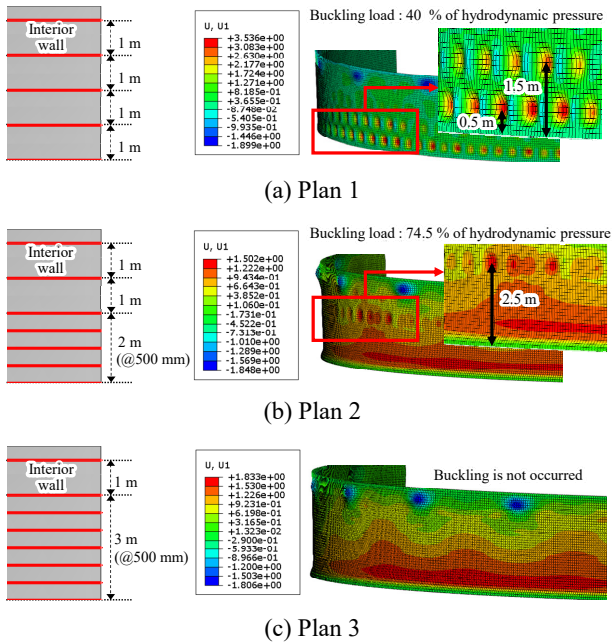 Interior
wall
1 m
1 m
1 m
1 m
U, U1
+3.536e+00
+3.083e+00
+2.630e+00
+2.177e+00
+1.724e+00
+1.271e+00
+8.185e-01
+3.655e-01
-8.748e-02
-5.405e-01
-9.935e-01
-1.446e+00
-1.899e+00
Buckling load : 40 % of hydrodynamic pressure
1.5 m
0.5 m
(a) Plan 1
Interior
wall
1 m
1 m
2 m
(@500 mm)
U, U1
+1.502e+00
+1.222e+00
+9.434e-01
+6.643e-01
+3.852e-01
+1.060e-01
-1.731e-01
-4.522e-01
-7.313e-01
-1.010e+00
-1.289e+00
-1.569e+00
-1.848e+00
Buckling load : 74.5 % of hydrodynamic pressure
2.5 m
(b) Plan 2
Interior
wall
1 m
3 m
(@500 mm)
U, U1
+1.833e+00
+1.530e+00
+1.226e+00
+9.231e-01
+6.198e-01
+3.165e-01
+1.323e-02
-2.900e-01
-5.933e-01
-8.966e-01
-1.200e+00
-1.503e+00
-1.806e+00
Buckling is not occurred
(c) Plan 3